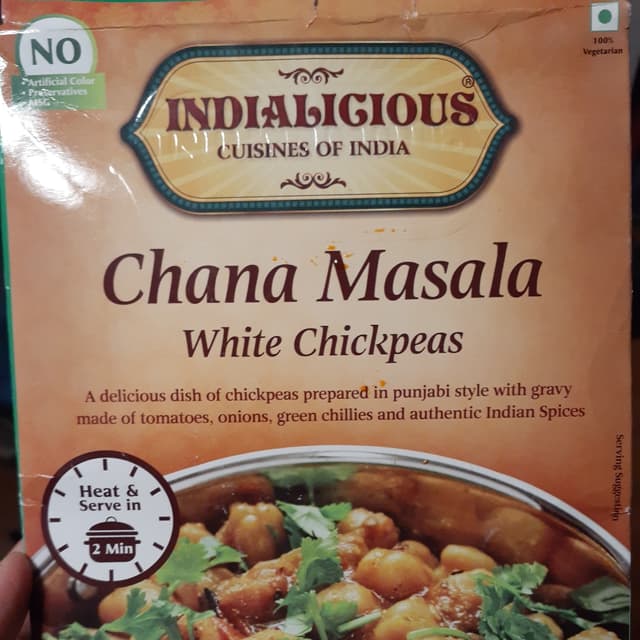 NO
• Artificial Color
• Preservatives
• MSG
100%
Vegetarian
INDIALICIOUS®
CUISINES OF INDIA
Chana Masala
White Chickpeas
A delicious dish of chickpeas prepared in punjabi style with gravy
made of tomatoes, onions, green chillies and authentic Indian Spices
Serving Suggestion
Heat &
Serve in
2 Min